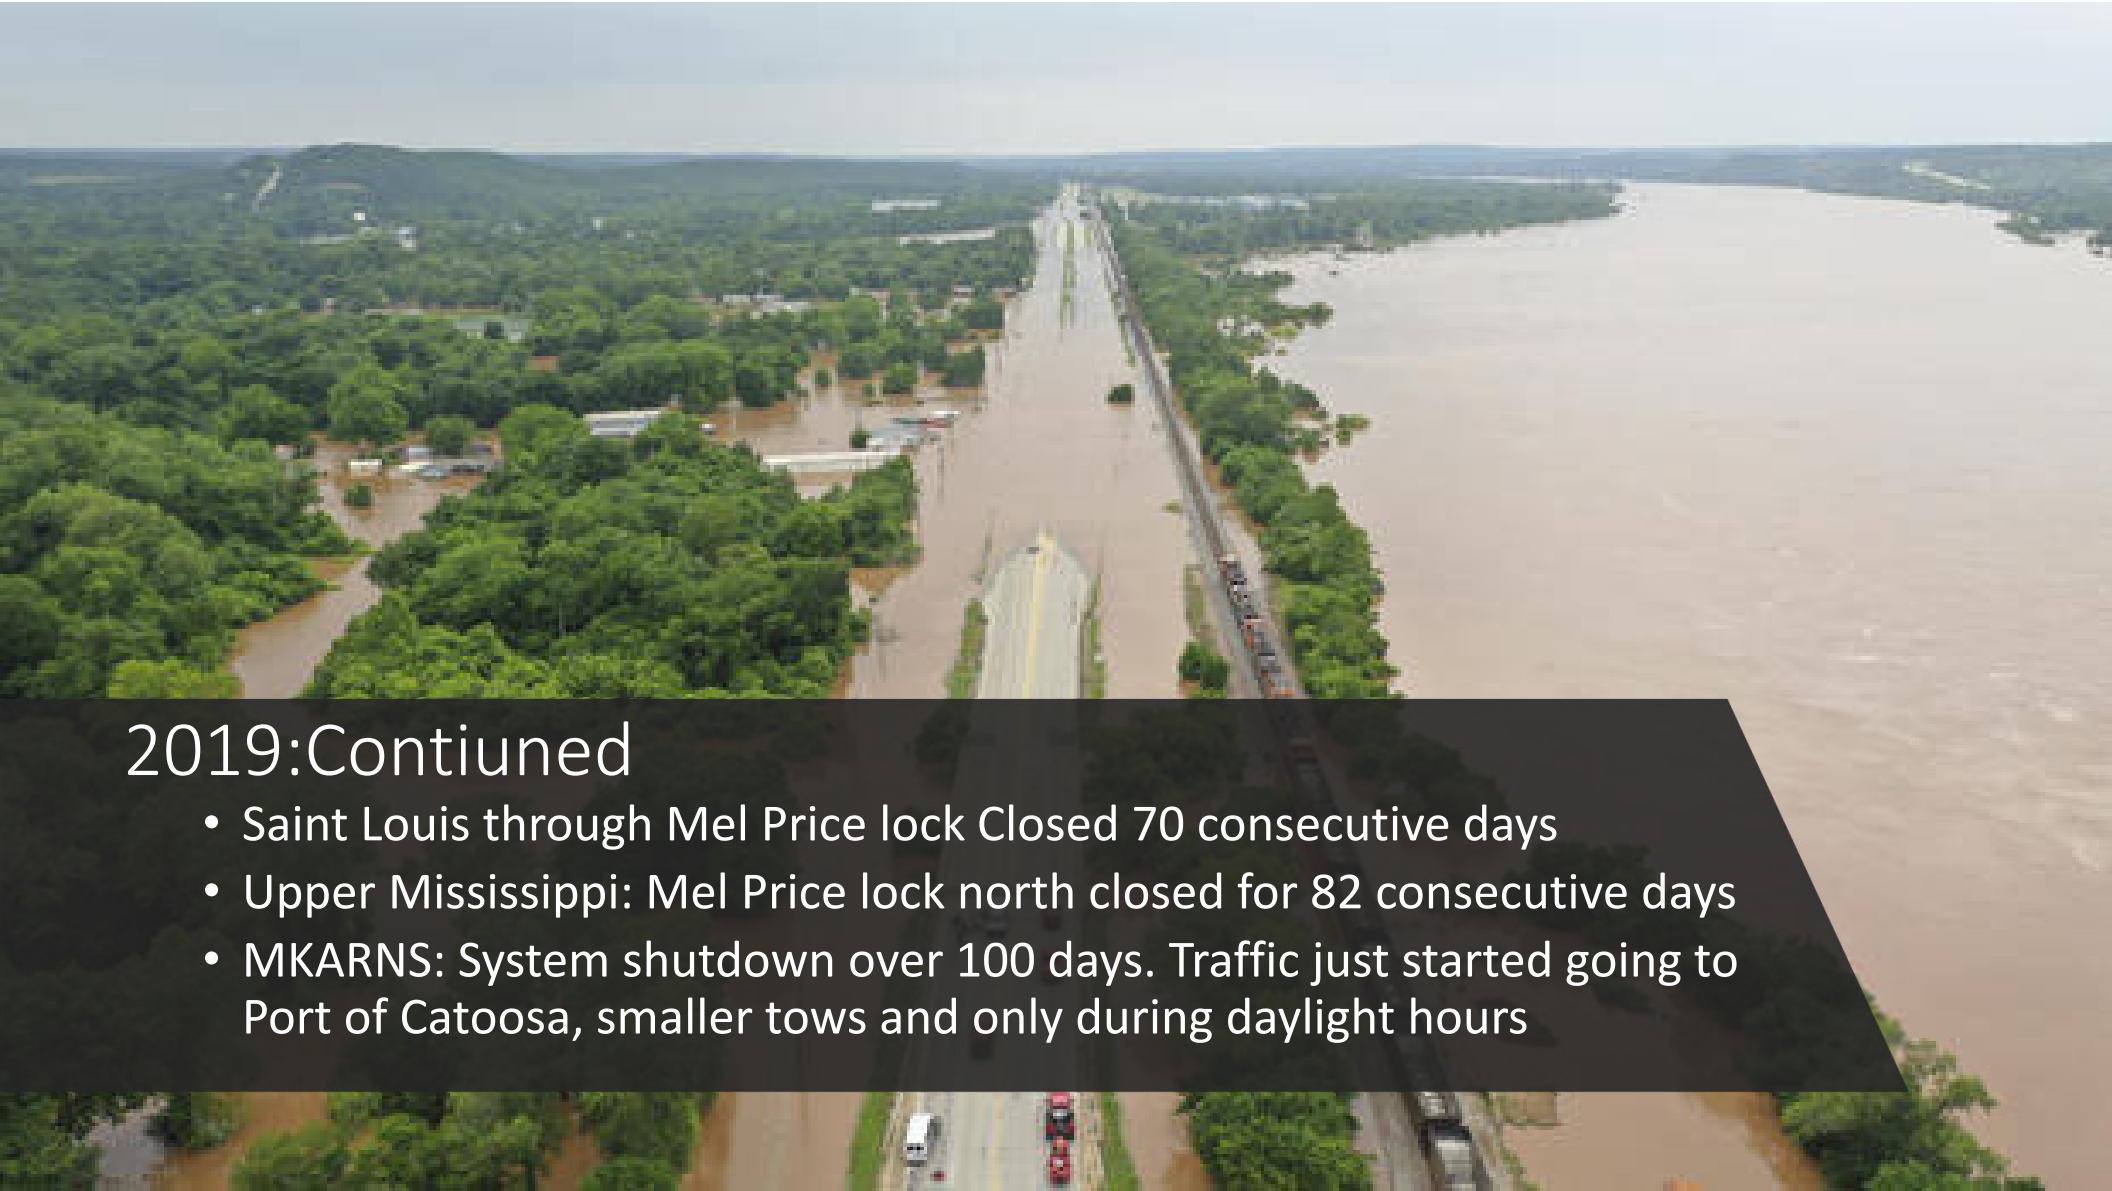 2019:Contiuned
• Saint Louis through Mel Price lock Closed 70 consecutive days
• Upper Mississippi: Mel Price lock north closed for 82 consecutive days
• MKARNS: System shutdown over 100 days. Traffic just started going to
Port of Catoosa, smaller tows and only during daylight hours